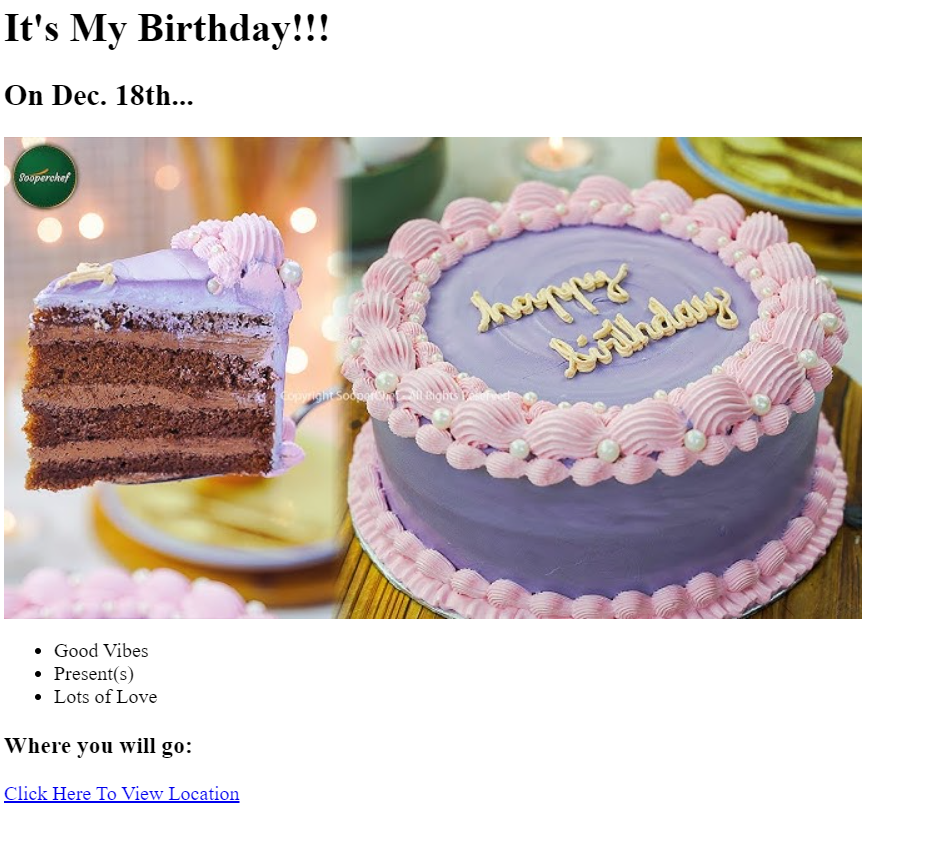 It's My Birthday!!!
On Dec. 18th...
Sooperchef
happy
birthday
Copyright SooperChef - All Rights Reserved
Good Vibes
Present(s)
Lots of Love
Where you will go:
Click Here To View Location